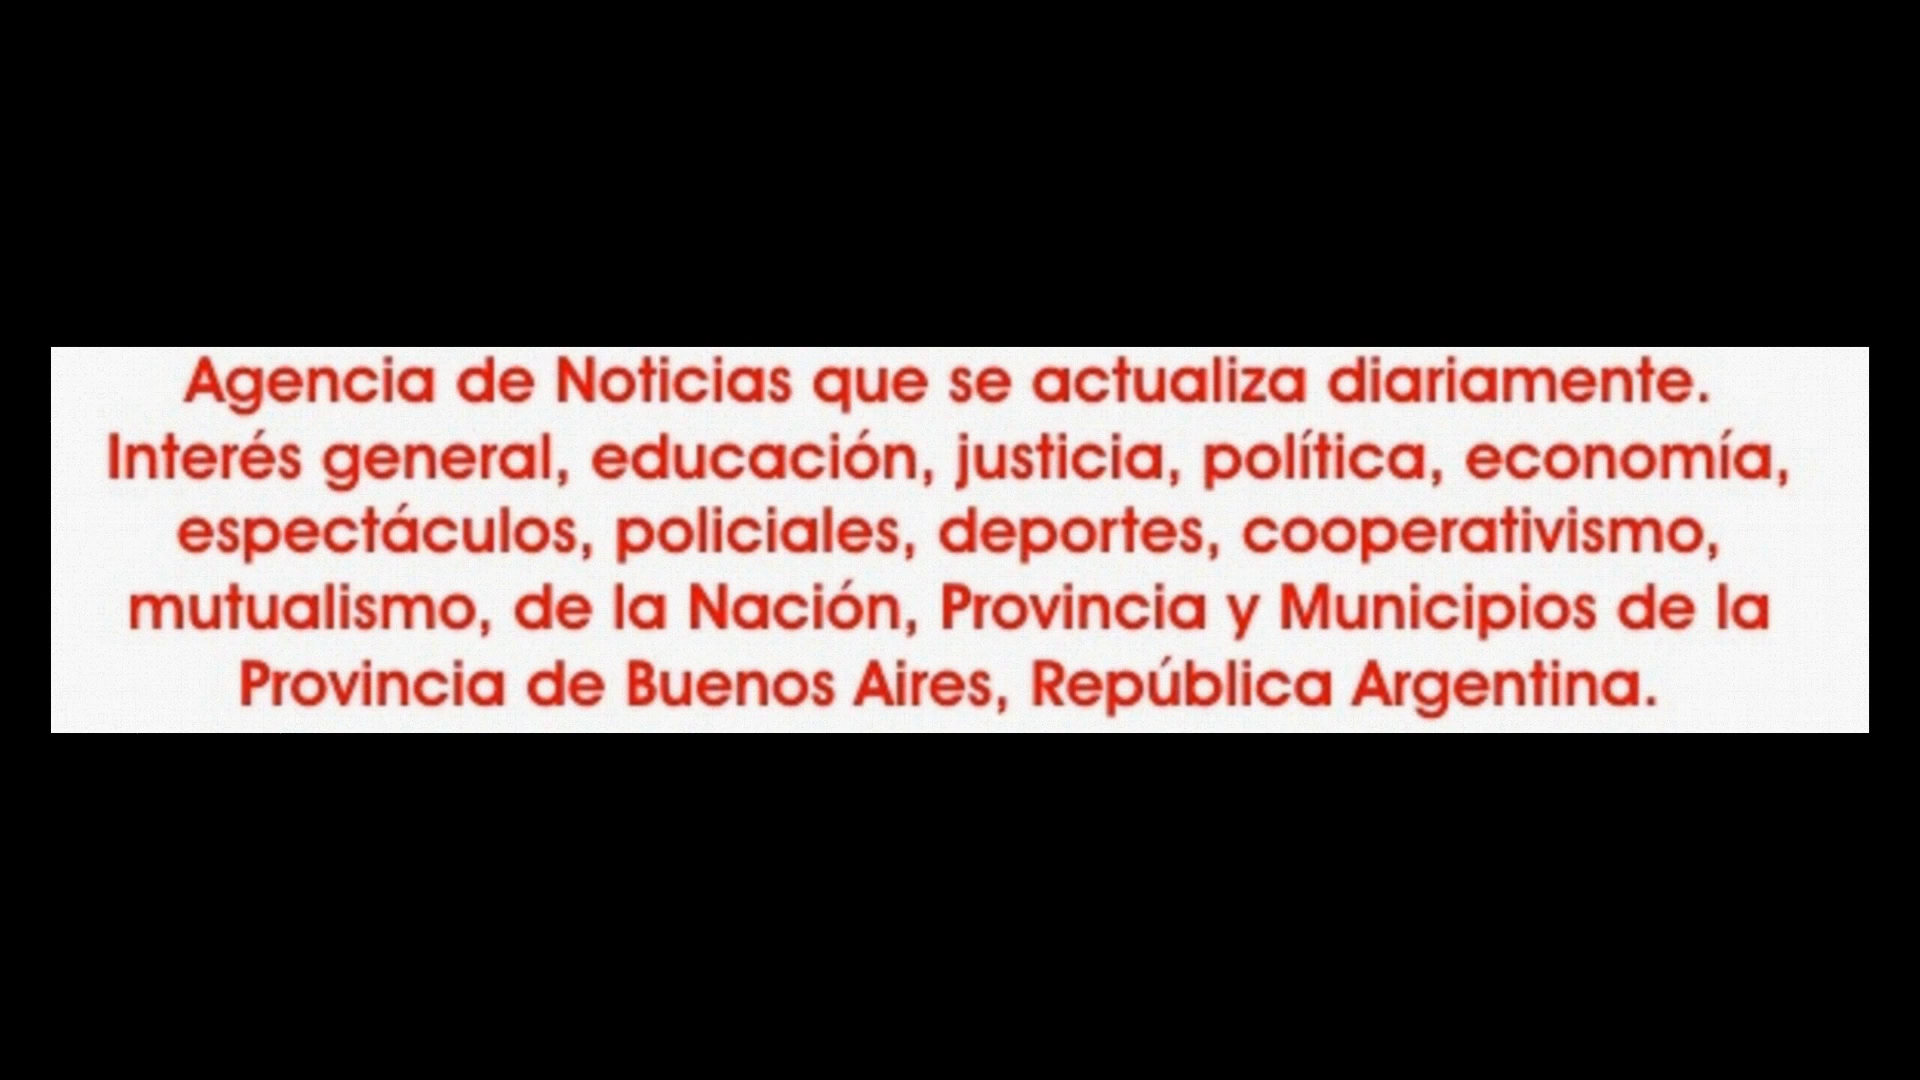 Agencia de Noticias que se actualiza diariamente.
Interés general, educación, justicia, política, economía,
espectáculos, policiales, deportes, cooperativismo,
mutualismo, de la Nación, Provincia y Municipios de la
Provincia de Buenos Aires, República Argentina.